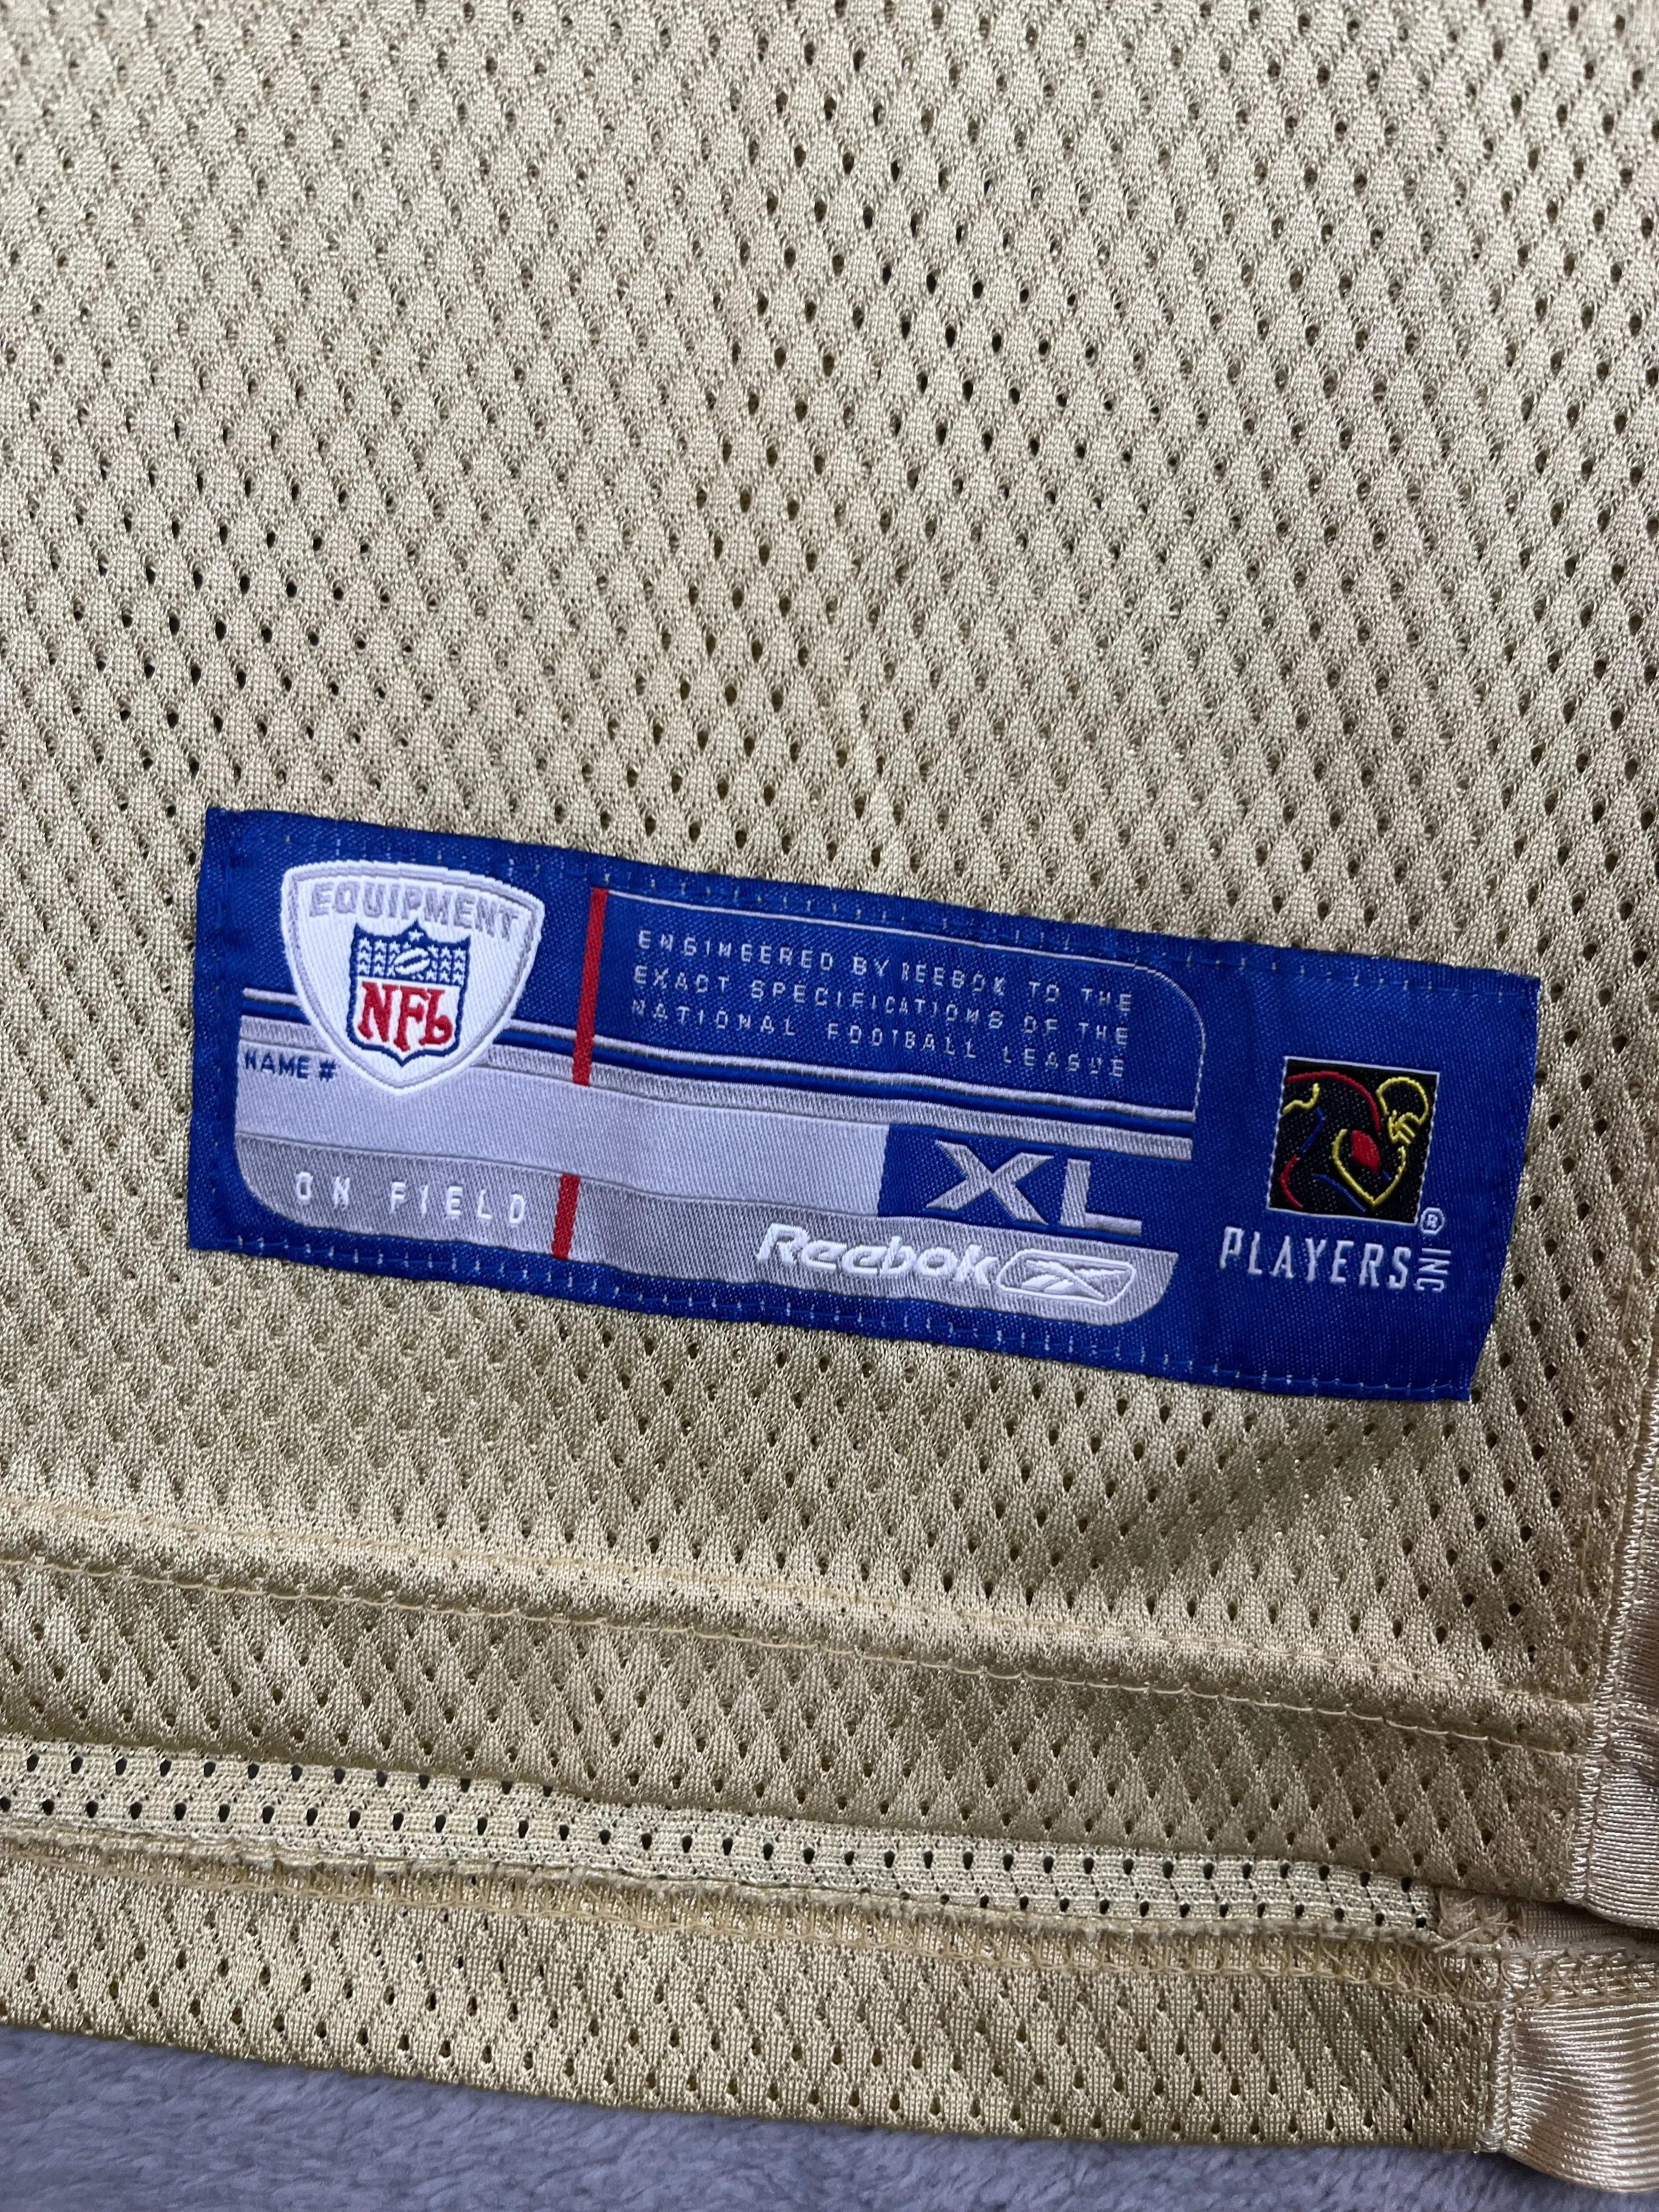 EQUIPMENT
NFL
ENGINEERED BY REEBOK TO THE
EXACT SPECIFICATIONS OF THE
NATIONAL FOOTBALL LEAGUE
NAME #
XL
ON FIELD
Reebok
PLAYERS INC ®